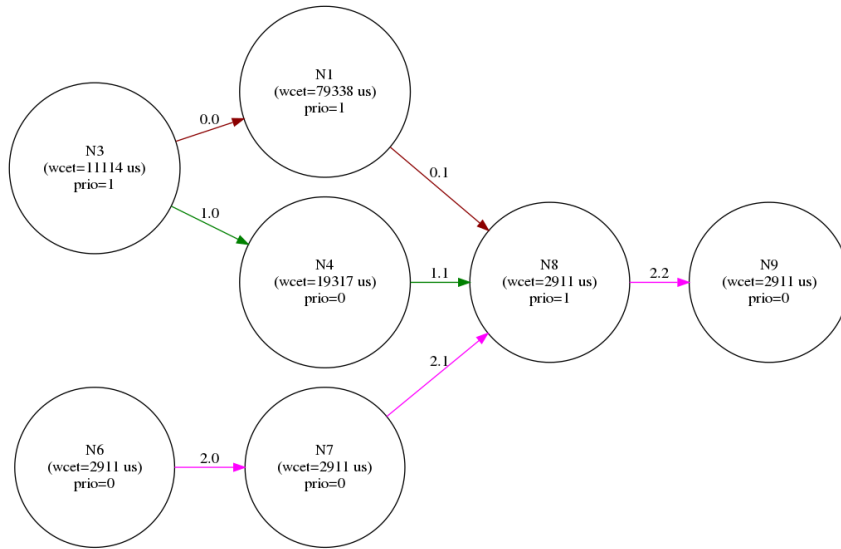 N1
(wcet=79338 us)
prio=1
0.0
N3
(wcet=11114 us)
prio=1
0.1
1.0
N4
(wcet=19317 us)
prio=0
1.1
N8
(wcet=2911 us)
prio=1
2.2
N9
(wcet=2911 us)
prio=0
2.1
N6
(wcet=2911 us)
prio=0
2.0
N7
(wcet=2911 us)
prio=0